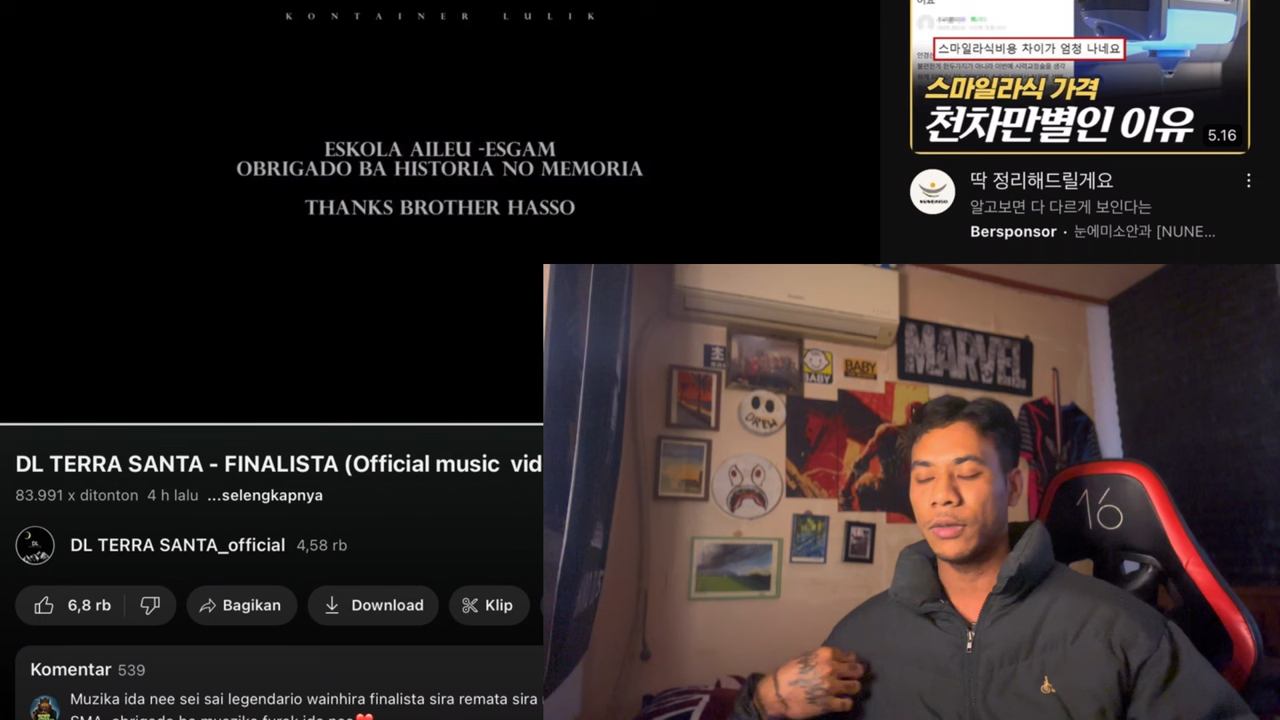 KONTAINER LULIK
ESKOLA AILEU -ESGAM
OBRIGADO BA HISTORIA NO MEMORIA
THANKS BROTHER HASSO
스마일라식비용 차이가 엄청 나네요
스마일라식 가격
천차만별인 이유
5.16
딱 정리해드릴게요
알고보면 다 다르게 보인다는
Bersponsor · 눈에미소안과 [NUNE...
DL TERRA SANTA - FINALISTA (Official music vid
83.991 x ditonton 4 h lalu ...selengkapnya
DL TERRA SANTA_official 4,58 rb
6,8 rb
Bagikan
Download
Klip
Komentar 539
Muzika ida nee sei sai legendario wainhira finalista sira remata sira
MARVEL
BABY
BABY
DREW
16